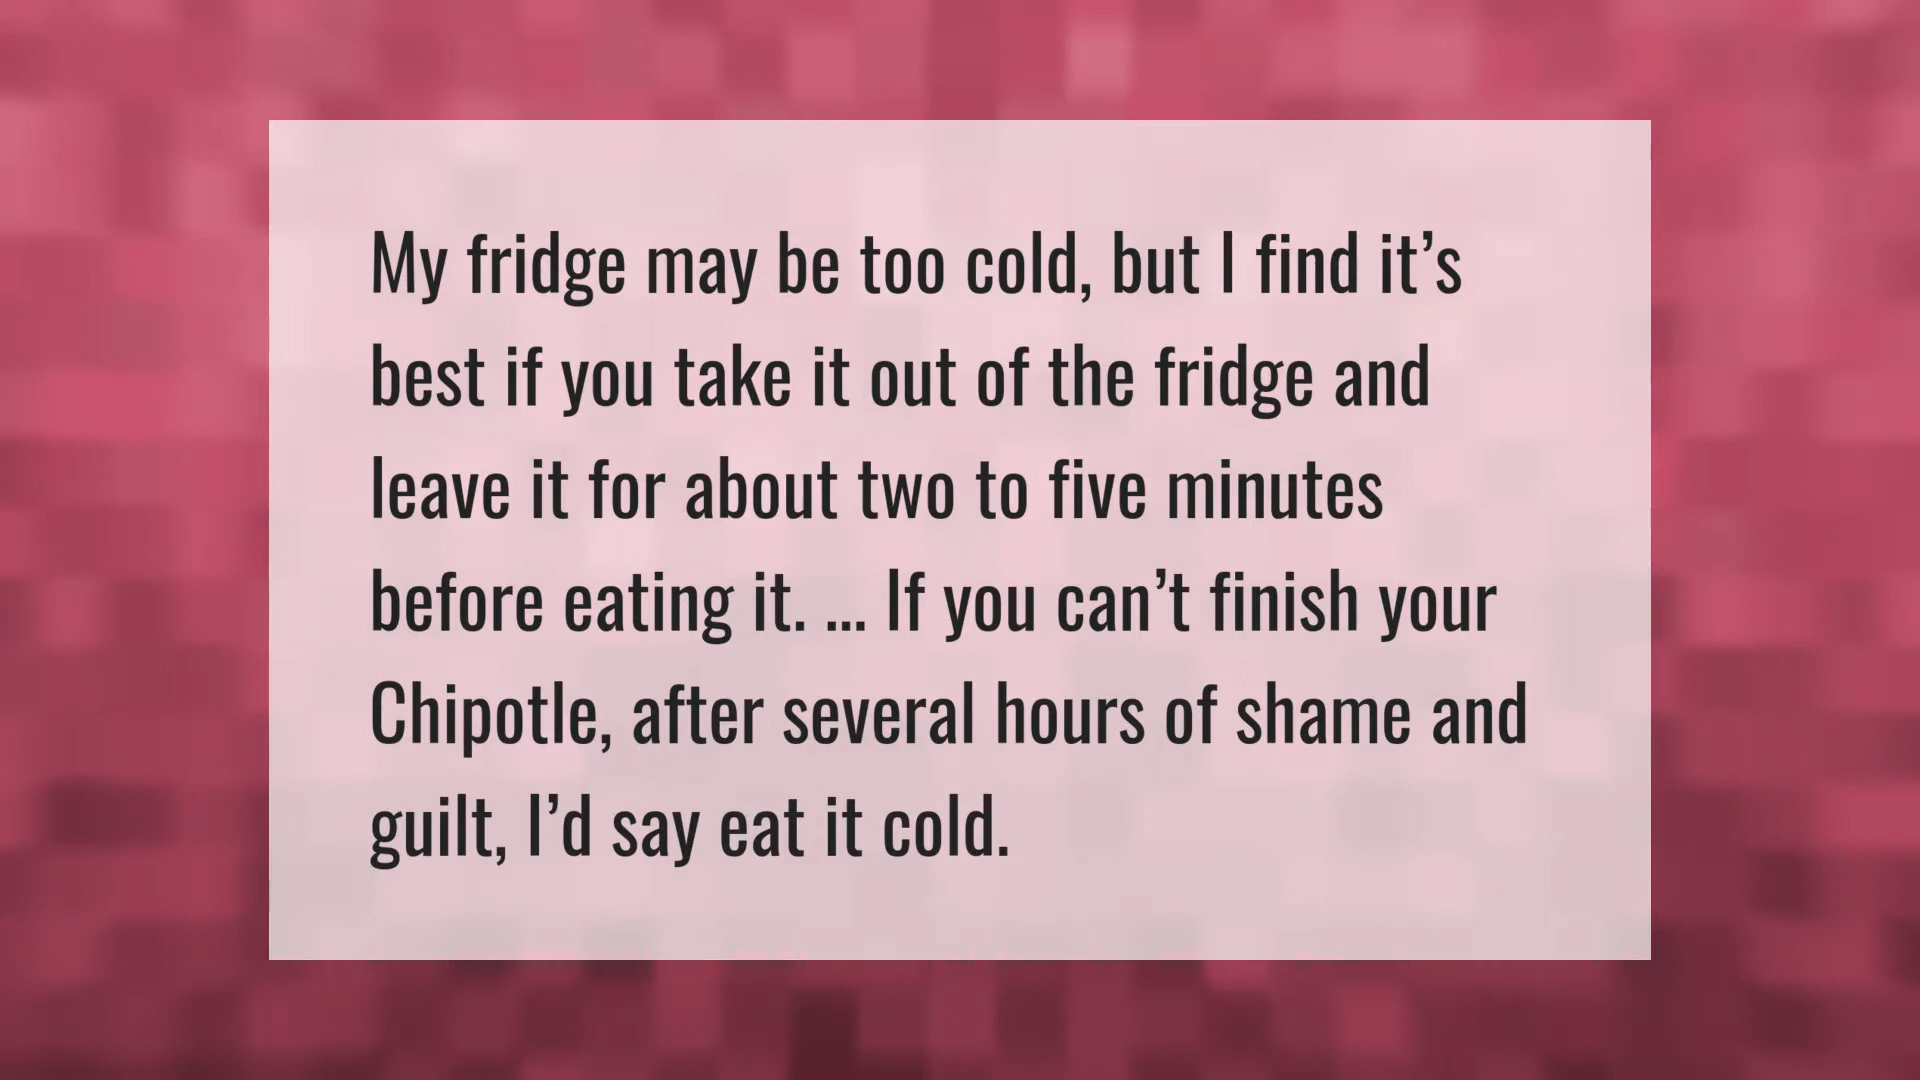 My fridge may be too cold, but I find it’s
best if you take it out of the fridge and
leave it for about two to five minutes
before eating it. ... If you can’t finish your
Chipotle, after several hours of shame and
guilt, I’d say eat it cold.